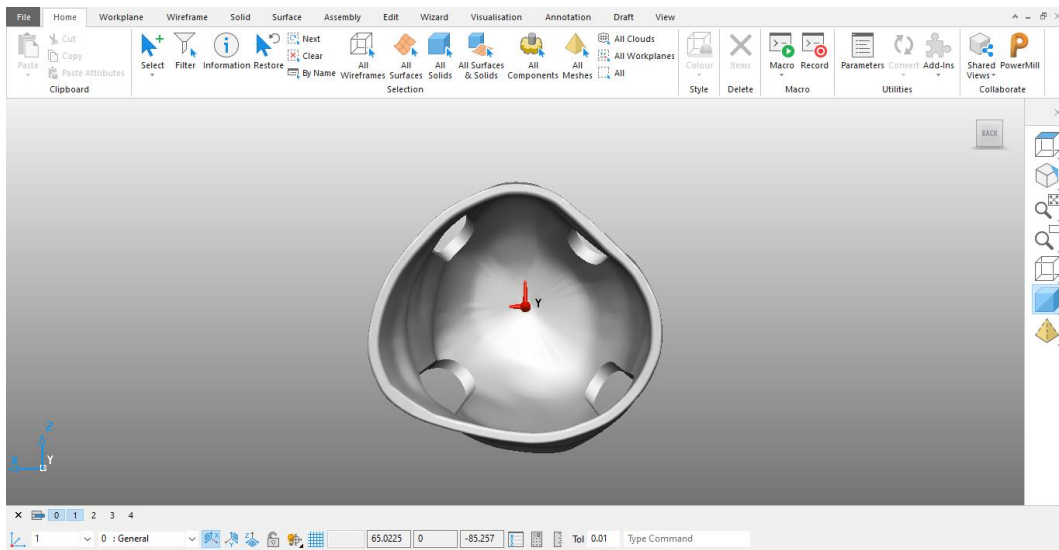 File Home Workplane Wireframe Solid Surface Assembly Edit Wizard Visualisation Annotation Draft View
Paste
Cut
Copy
Paste Attributes
Clipboard
Select
Filter
Information
Restore
Next
Clear
By Name
All Wireframes
All Surfaces
All Solids
All Surfaces & Solids
All Components
All Meshes
All Clouds
All Workplanes
All
Selection
Colour
Style
Items
Delete
Macro
Record
Macro
Parameters
Convert
Add-Ins
Utilities
Shared Views
PowerMill
Collaborate
BACK
Y
Z
X
Y
0 1 2 3 4
1 0 : General 65.0225 0 -85.257 Tol 0.01 Type Command